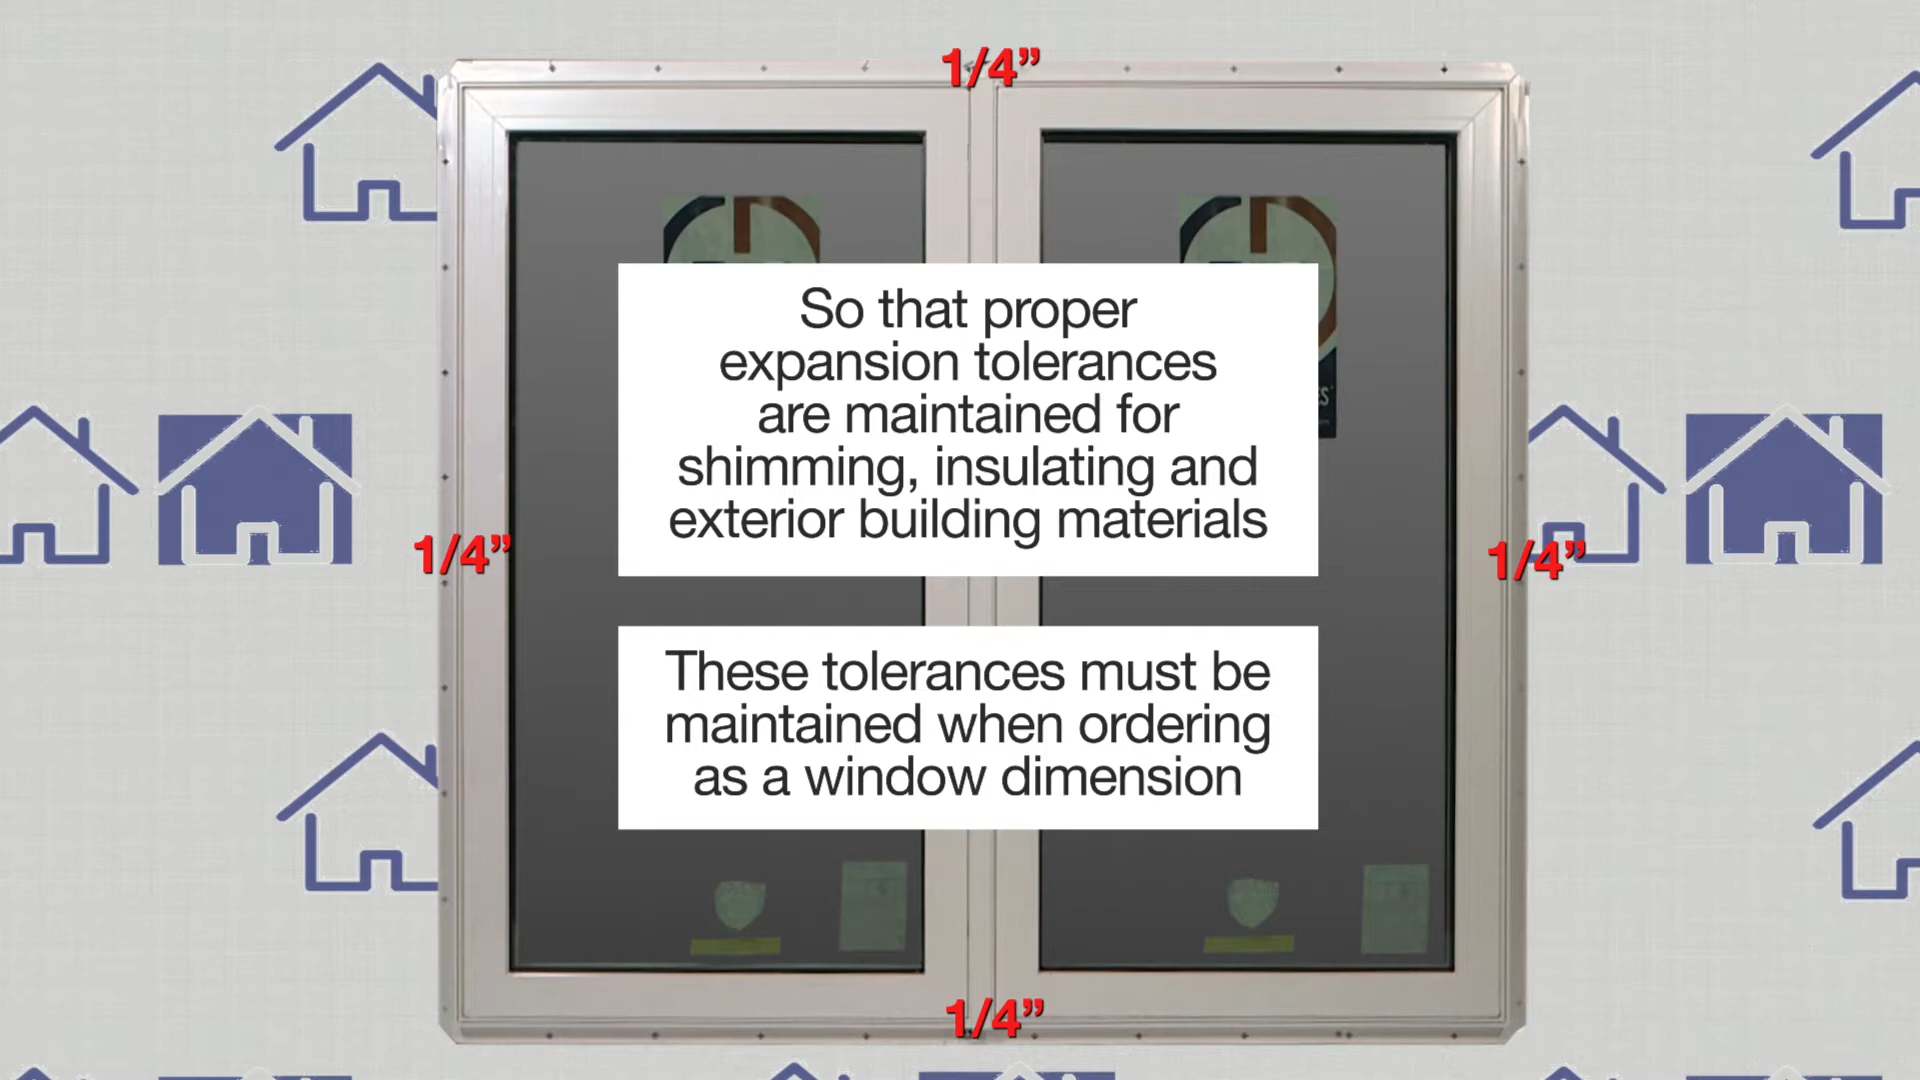 1/4”
So that proper
expansion tolerances
are maintained for
shimming, insulating and
exterior building materials
1/4”
1/4”
These tolerances must be
maintained when ordering
as a window dimension
1/4”